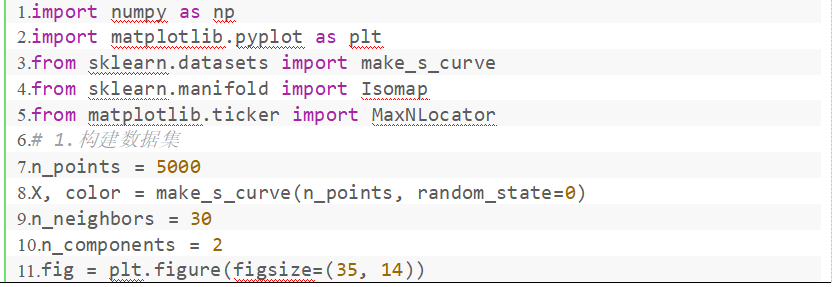 1.import numpy as np
2.import matplotlib.pyplot as plt
3.from sklearn.datasets import make_s_curve
4.from sklearn.manifold import Isomap
5.from matplotlib.ticker import MaxNLocator
6.# 1.构建数据集
7.n_points = 5000
8.X, color = make_s_curve(n_points, random_state=0)
9.n_neighbors = 30
10.n_components = 2
11.fig = plt.figure(figsize=(35, 14))